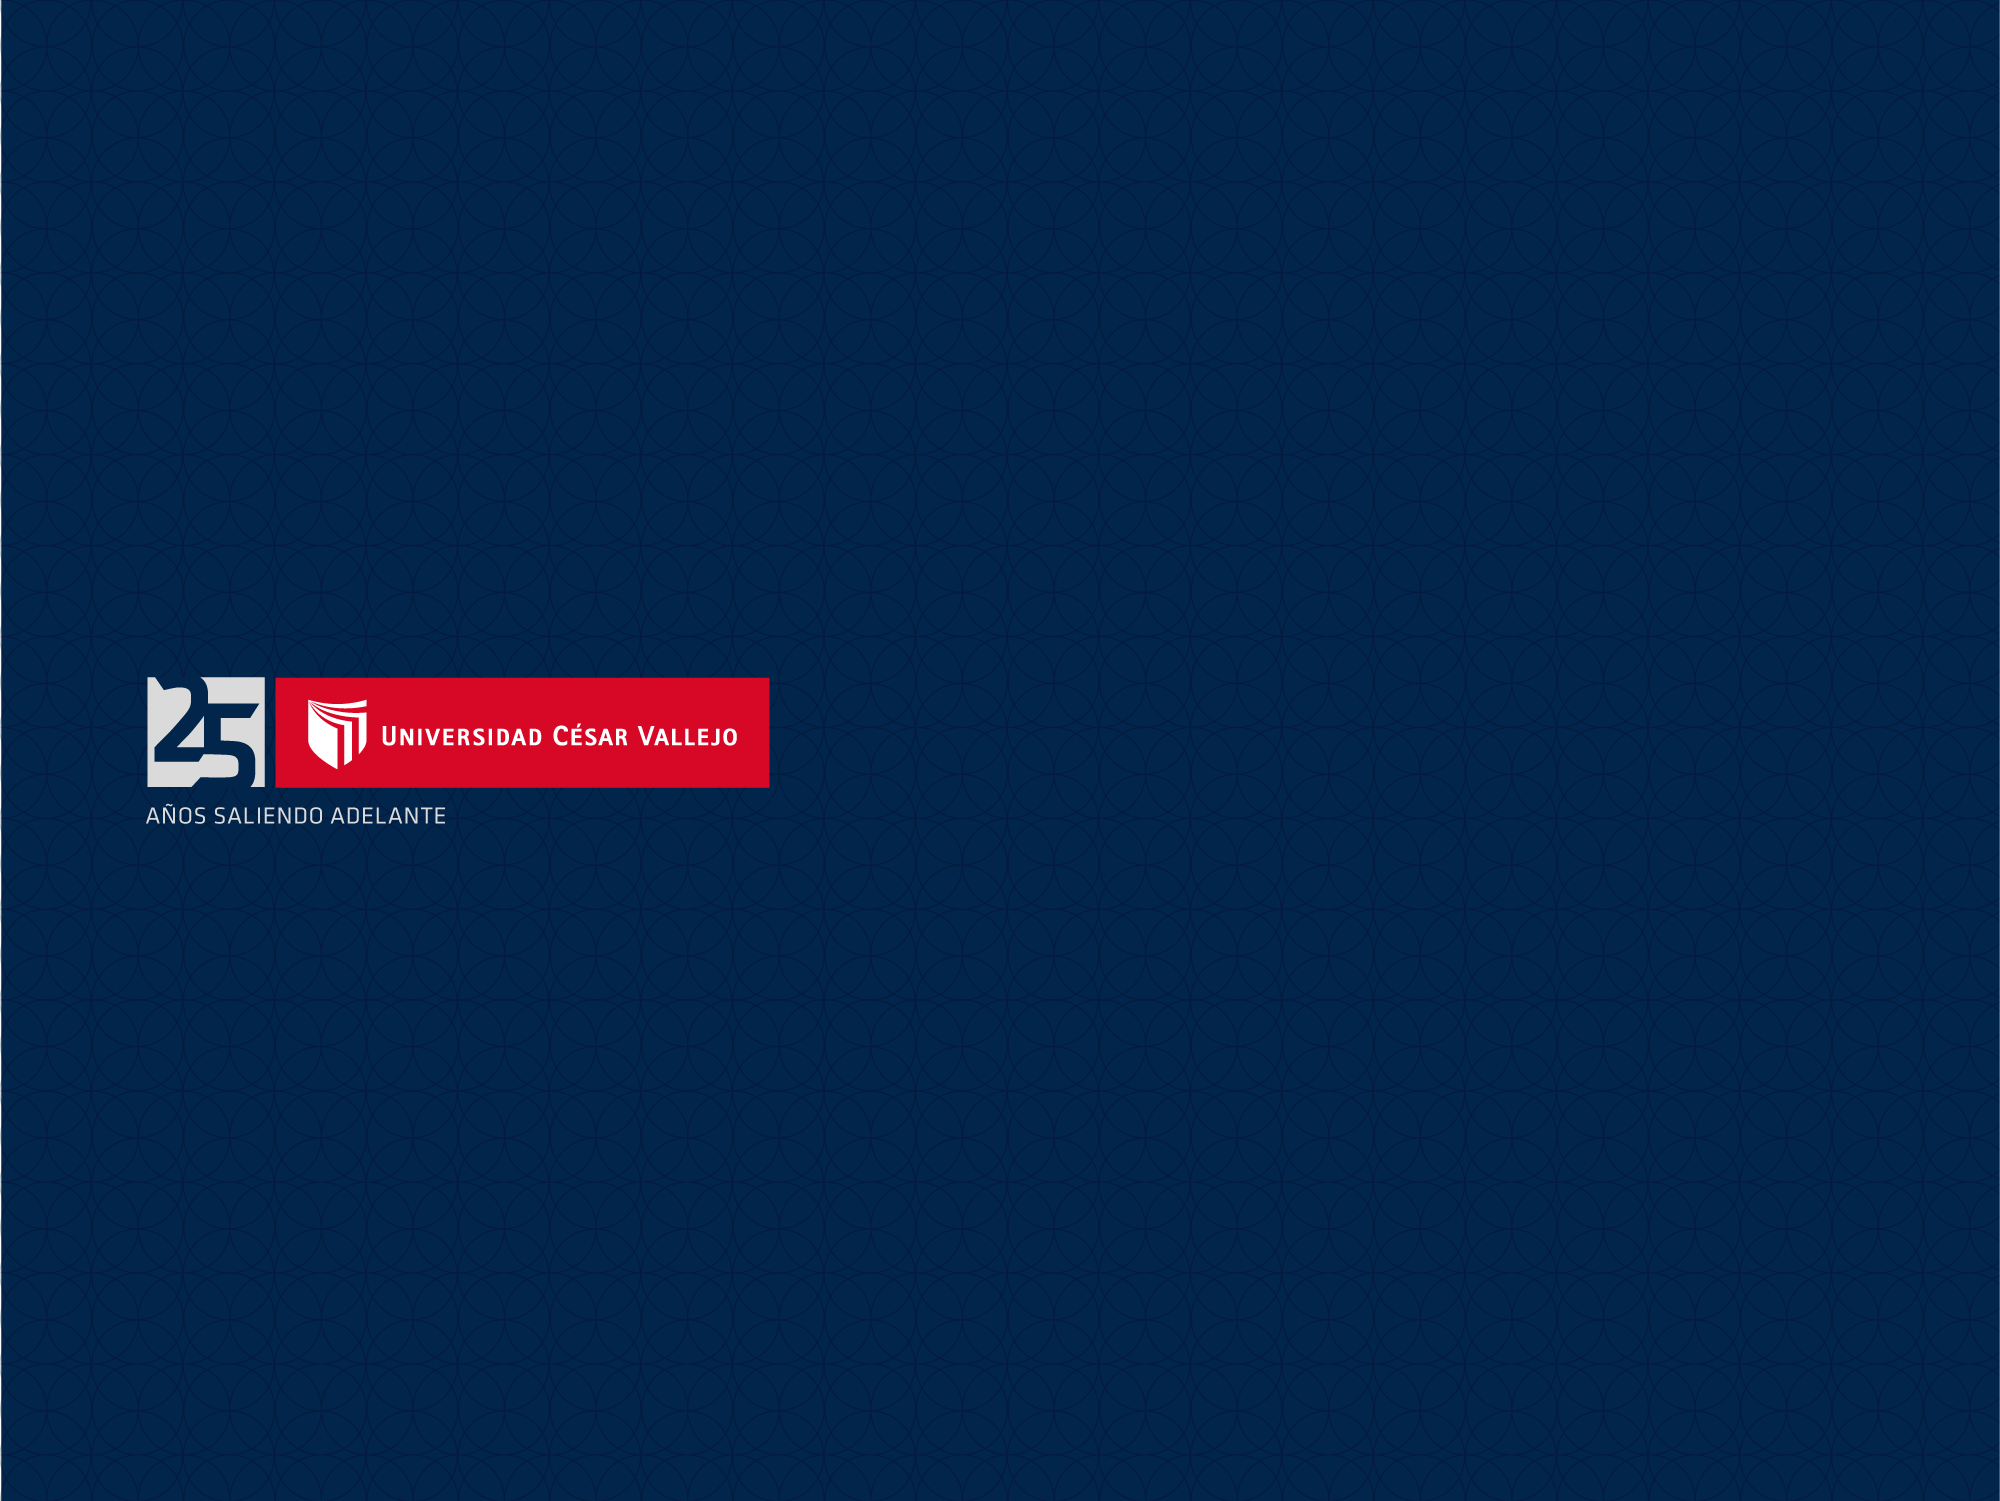 25
UNIVERSIDAD CÉSAR VALLEJO
AÑOS SALIENDO ADELANTE